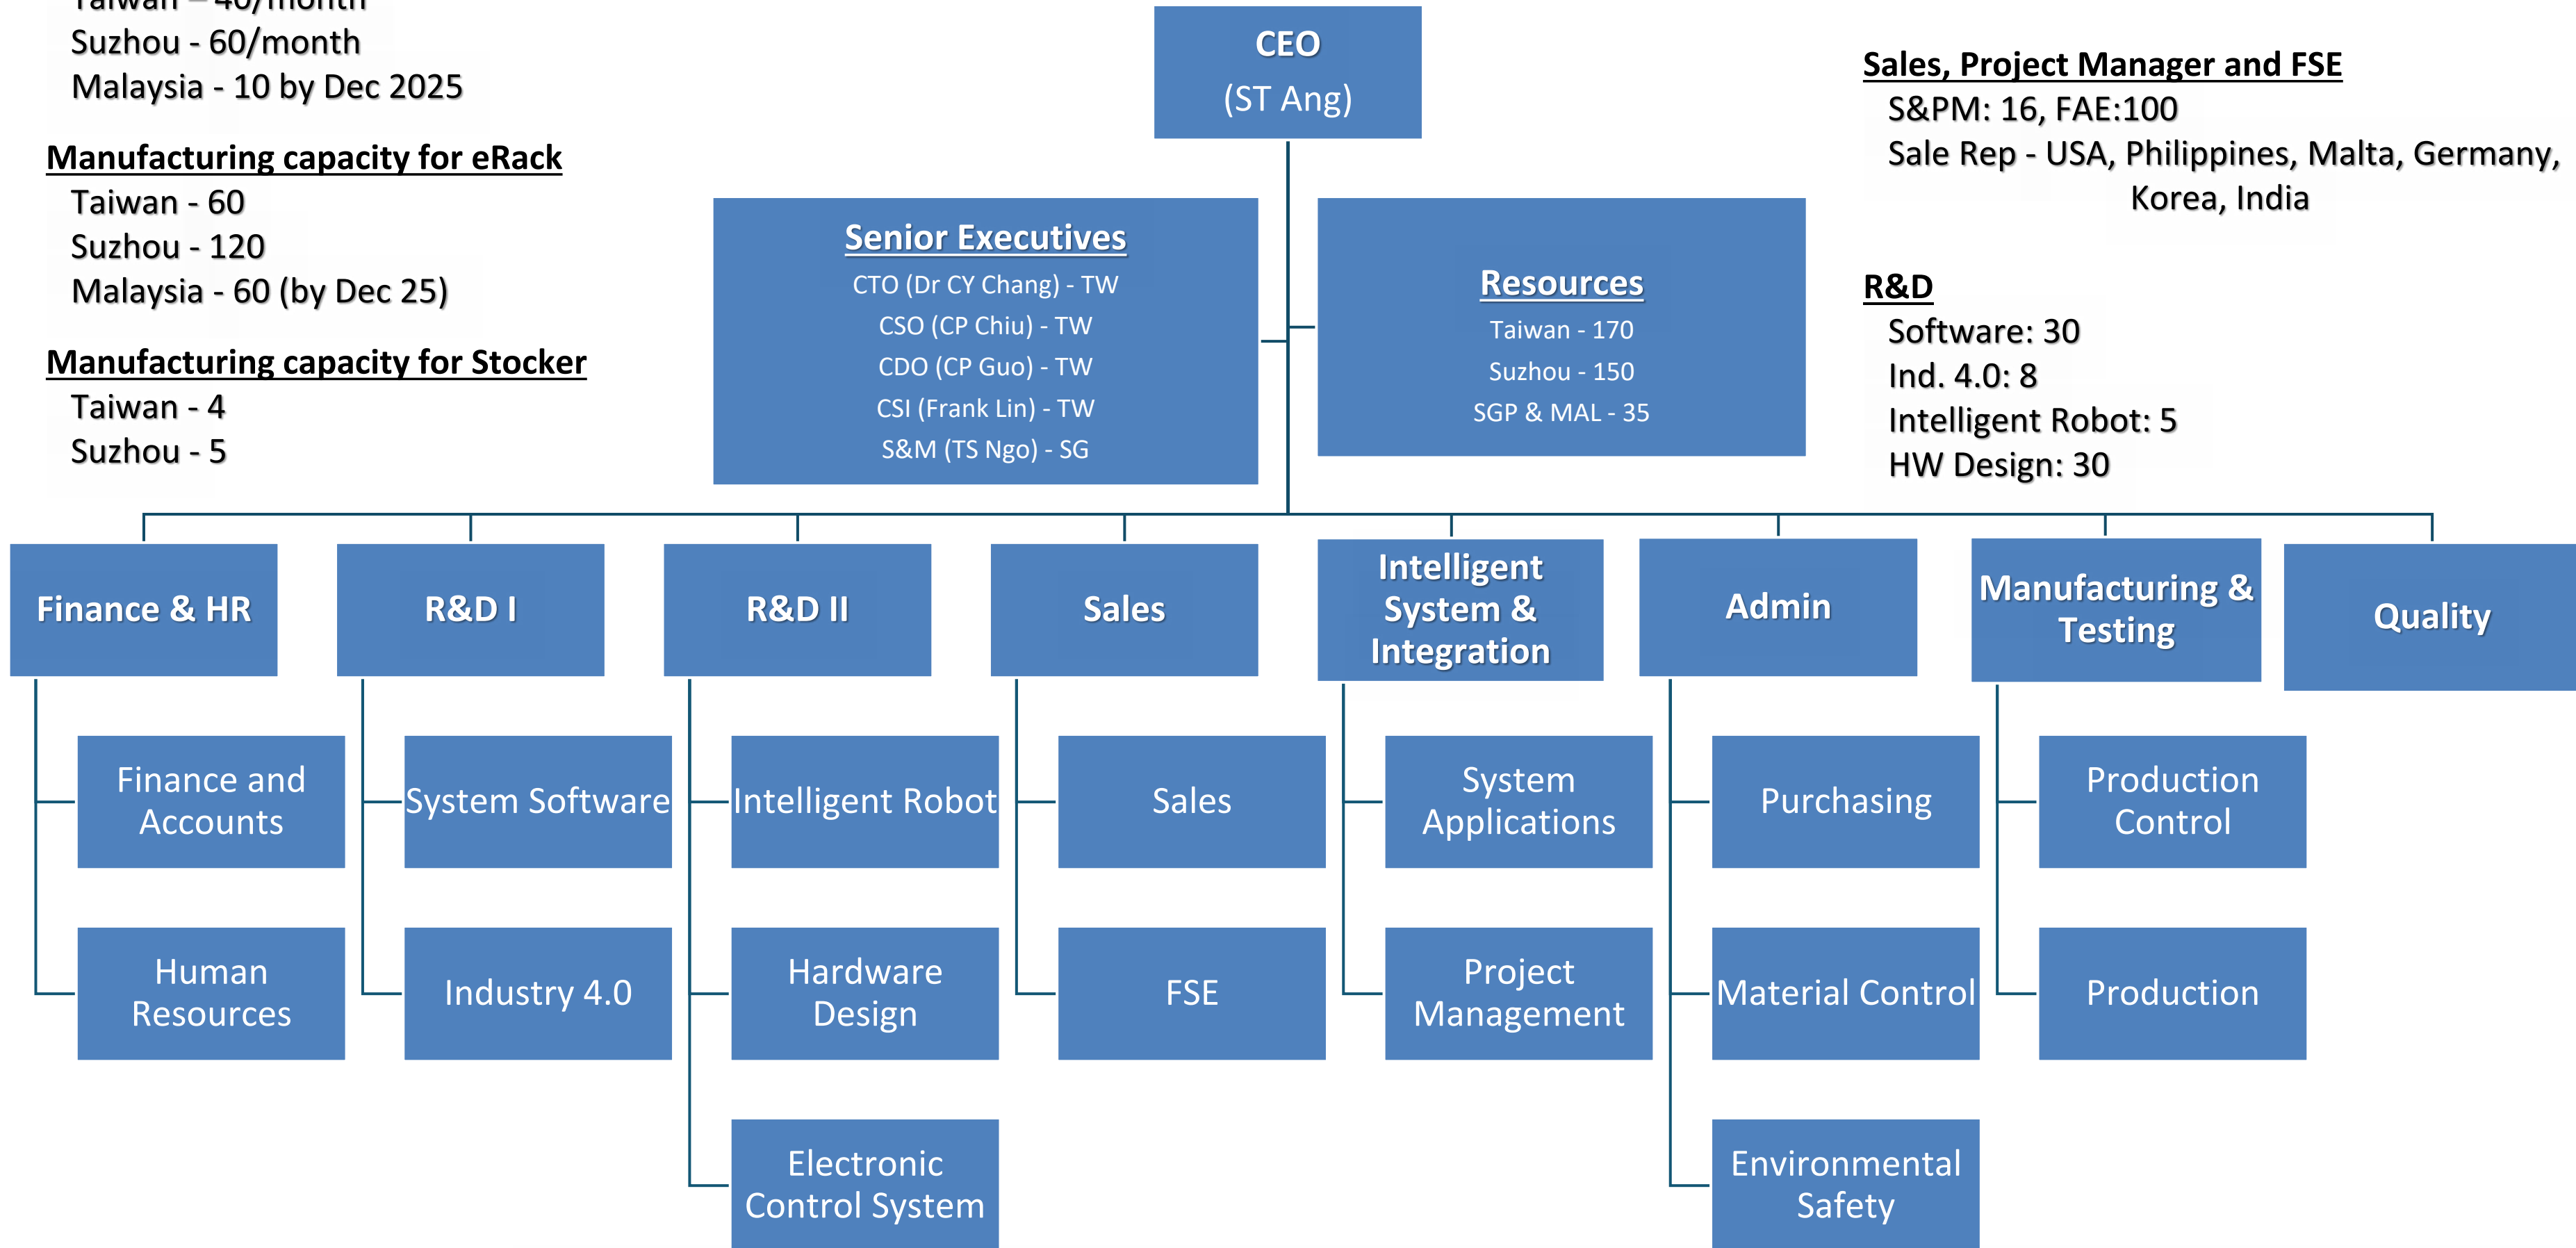 Taiwan – 40/month
Suzhou - 60/month
Malaysia - 10 by Dec 2025
Manufacturing capacity for eRack
Taiwan - 60
Suzhou - 120
Malaysia - 60 (by Dec 25)
Manufacturing capacity for Stocker
Taiwan - 4
Suzhou - 5
CEO
(ST Ang)
Senior Executives
CTO (Dr CY Chang) - TW
CSO (CP Chiu) - TW
CDO (CP Guo) - TW
CSI (Frank Lin) - TW
S&M (TS Ngo) - SG
Resources
Taiwan - 170
Suzhou - 150
SGP & MAL - 35
Sales, Project Manager and FSE
S&PM: 16, FAE:100
Sale Rep - USA, Philippines, Malta, Germany,
Korea, India
R&D
Software: 30
Ind. 4.0: 8
Intelligent Robot: 5
HW Design: 30
Finance & HR
R&D I
R&D II
Sales
Intelligent
System &
Integration
Admin
Manufacturing &
Testing
Quality
Finance and
Accounts
System Software
Intelligent Robot
Sales
System
Applications
Purchasing
Production
Control
Human
Resources
Industry 4.0
Hardware
Design
FSE
Project
Management
Material Control
Production
Electronic
Control System
Environmental
Safety